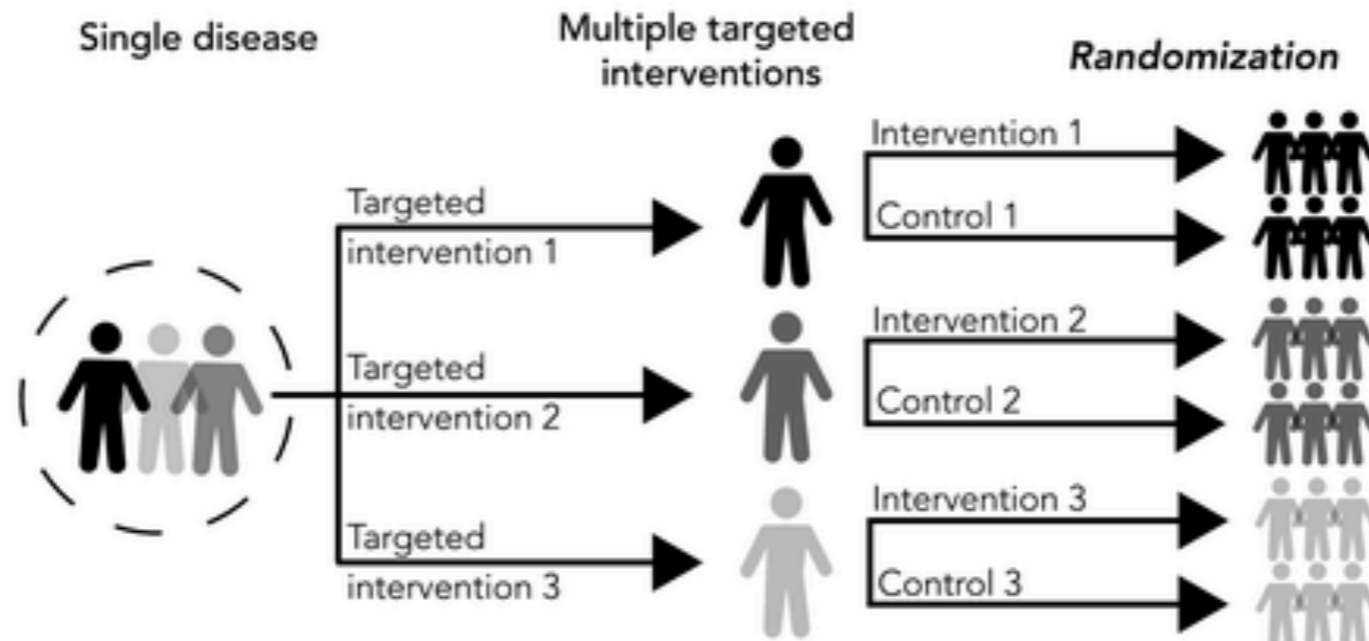 Single disease
Multiple targeted
interventions
Randomization
Targeted
intervention 1
Targeted
intervention 2
Targeted
intervention 3
Intervention 1
Control 1
Intervention 2
Control 2
Intervention 3
Control 3